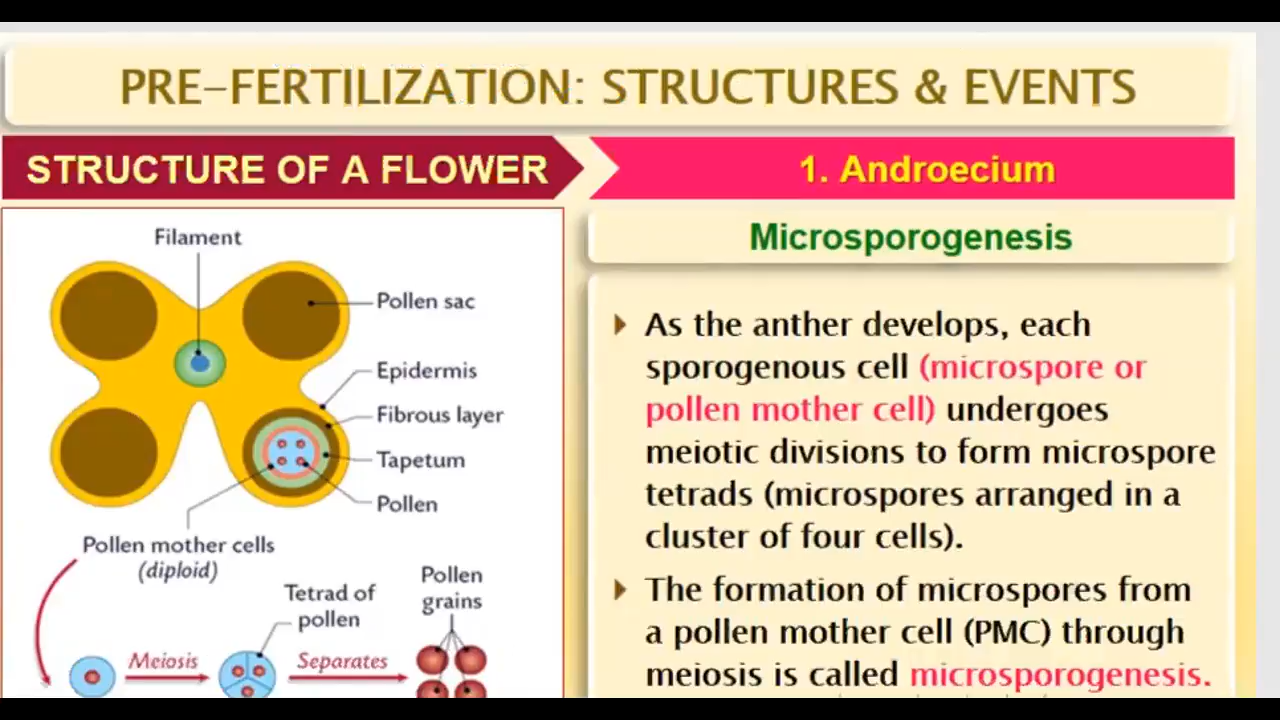 PRE-FERTILIZATION: STRUCTURES & EVENTS
STRUCTURE OF A FLOWER
1. Androecium
Filament
Pollen sac
Epidermis
Fibrous layer
Tapetum
Pollen
Pollen mother cells
(diploid)
Tetrad of
pollen
Pollen
grains
Meiosis
Separates
Microsporogenesis
As the anther develops, each
sporogenous cell (microspore or
pollen mother cell) undergoes
meiotic divisions to form microspore
tetrads (microspores arranged in a
cluster of four cells).
The formation of microspores from
a pollen mother cell (PMC) through
meiosis is called microsporogenesis.